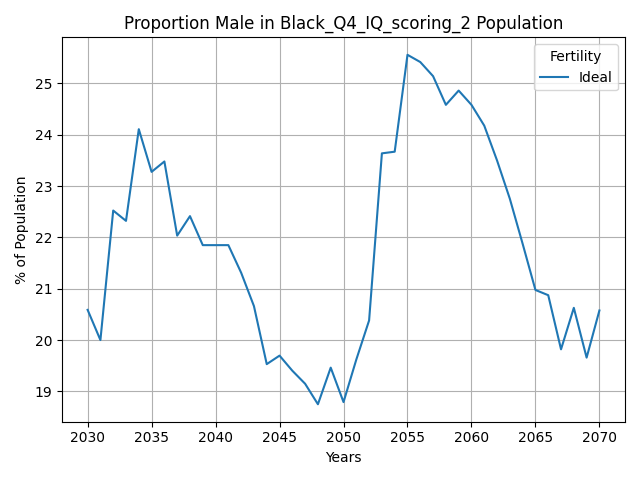 Proportion Male in Black_Q4_IQ_scoring_2 Population
Fertility
Ideal
% of Population
25
24
23
22
21
20
19
2030 2035 2040 2045 2050 2055 2060 2065 2070
Years